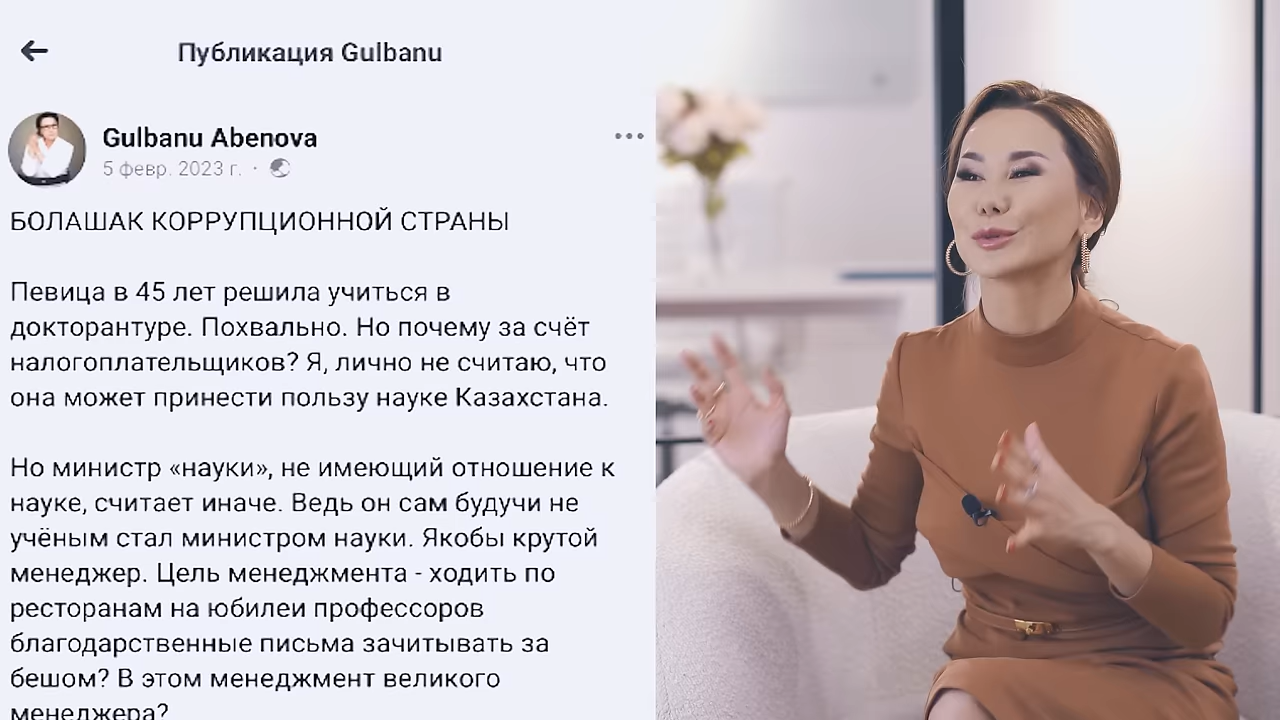 Публикация Gulbanu
Gulbanu Abenova
5 февр. 2023 г. ·
БОЛАШАК КОРРУПЦИОННОЙ СТРАНЫ
Певица в 45 лет решила учиться в
докторантуре. Похвально. Но почему за счёт
налогоплательщиков? Я, лично не считаю, что
она может принести пользу науке Казахстана.
Но министр «науки», не имеющий отношение к
науке, считает иначе. Ведь он сам будучи не
учёным стал министром науки. Якобы крутой
менеджер. Цель менеджмента - ходить по
ресторанам на юбилеи профессоров
благодарственные письма зачитывать за
бешом? В этом менеджмент великого
менеджера?